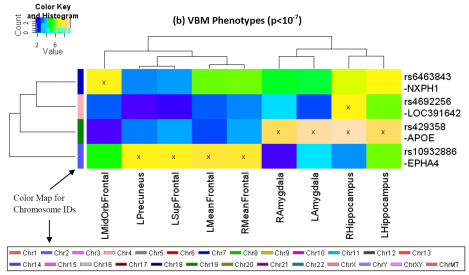 Color Key
and Histogram
Count
0 8
2 4 6
Value
(b) VBM Phenotypes (p<10-7)
x
rs6463843
-NXPH1
x
rs4692256
-LOC391642
x x x x
rs429358
-APOE
x x x x
rs10932886
-EPHA4
LMidOrbFrontal
LPrecuneus
LSupFrontal
LMeanFrontal
RMeanFrontal
RAmygdala
LAmygdala
RHippocampus
LHippocampus
Color Map for
Chromosome IDs
Chr1 Chr2 Chr3 Chr4 Chr5 Chr6 Chr7 Chr8 Chr9 Chr10 Chr11 Chr12 Chr13
Chr14 Chr15 Chr16 Chr17 Chr18 Chr19 Chr20 Chr21 Chr22 ChrX ChrY ChrXY ChrMT